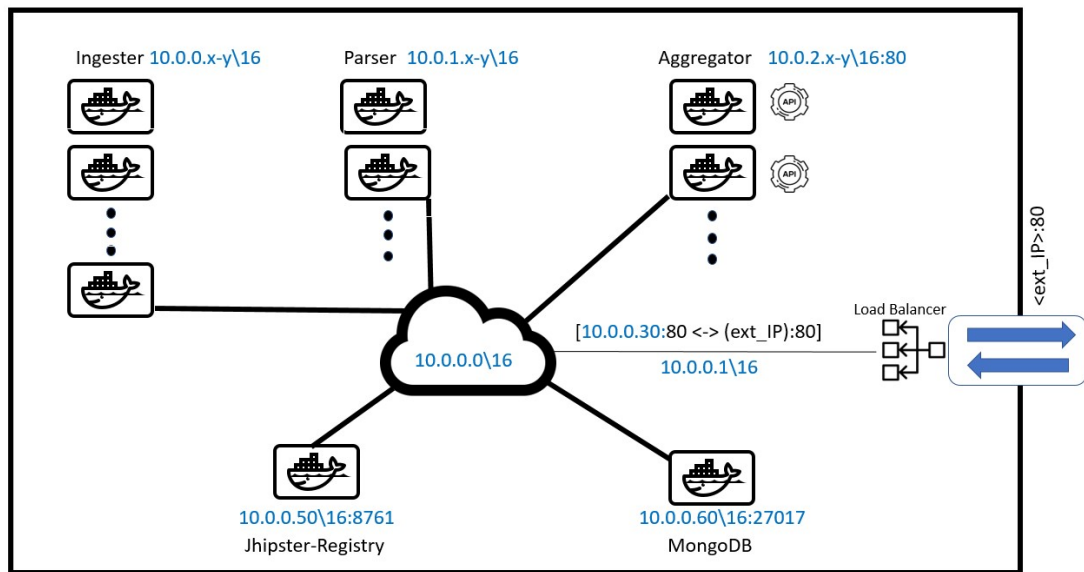 Ingester 10.0.0.x-y\16
Parser 10.0.1.x-y\16
Aggregator 10.0.2.x-y\16:80
API
API
<ext_IP>:80
Load Balancer
[10.0.0.30:80 <-> (ext_IP):80]
10.0.0.0\16
10.0.0.1\16
10.0.0.50\16:8761
Jhipster-Registry
10.0.0.60\16:27017
MongoDB